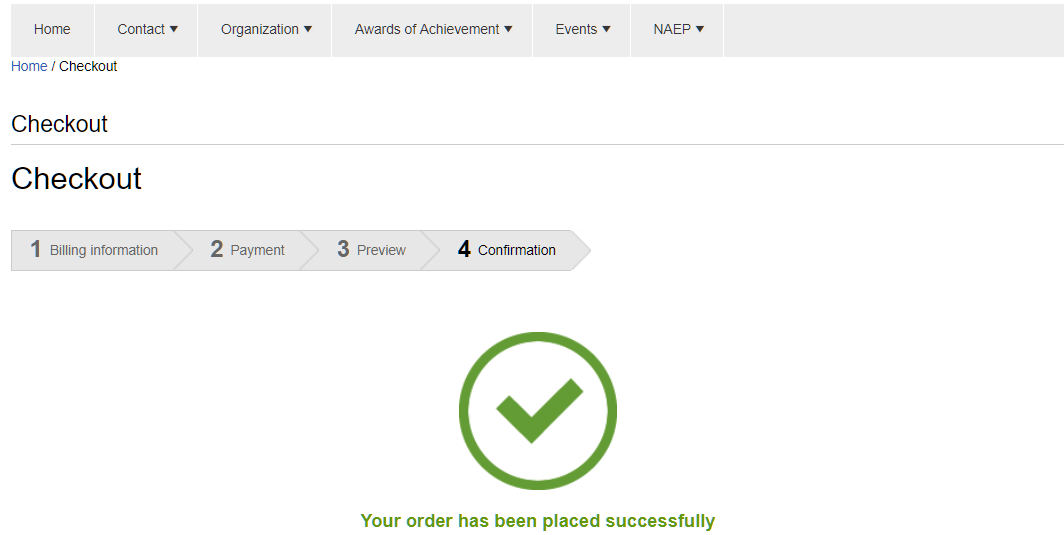 Home Contact ▼ Organization ▼ Awards of Achievement ▼ Events ▼ NAEP ▼
Home / Checkout
Checkout
Checkout
1 Billing information 2 Payment 3 Preview 4 Confirmation
Your order has been placed successfully